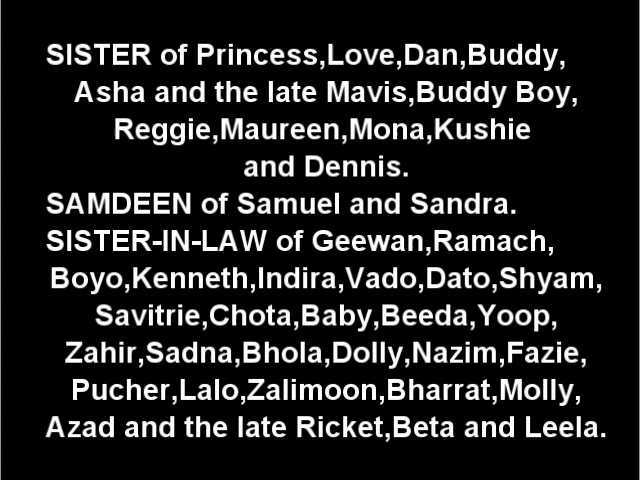 SISTER of Princess,Love,Dan,Buddy,
Asha and the late Mavis,Buddy Boy,
Reggie,Maureen,Mona,Kushie
and Dennis.
SAMDEEN of Samuel and Sandra.
SISTER-IN-LAW of Geewan,Ramach,
Boyo,Kenneth,Indira,Vado,Dato,Shyam,
Savitrie,Chota,Baby,Beeda,Yoop,
Zahir,Sadna,Bhola,Dolly,Nazim,Fazie,
Pucher,Lalo,Zalimoon,Bharrat,Molly,
Azad and the late Ricket,Beta and Leela.